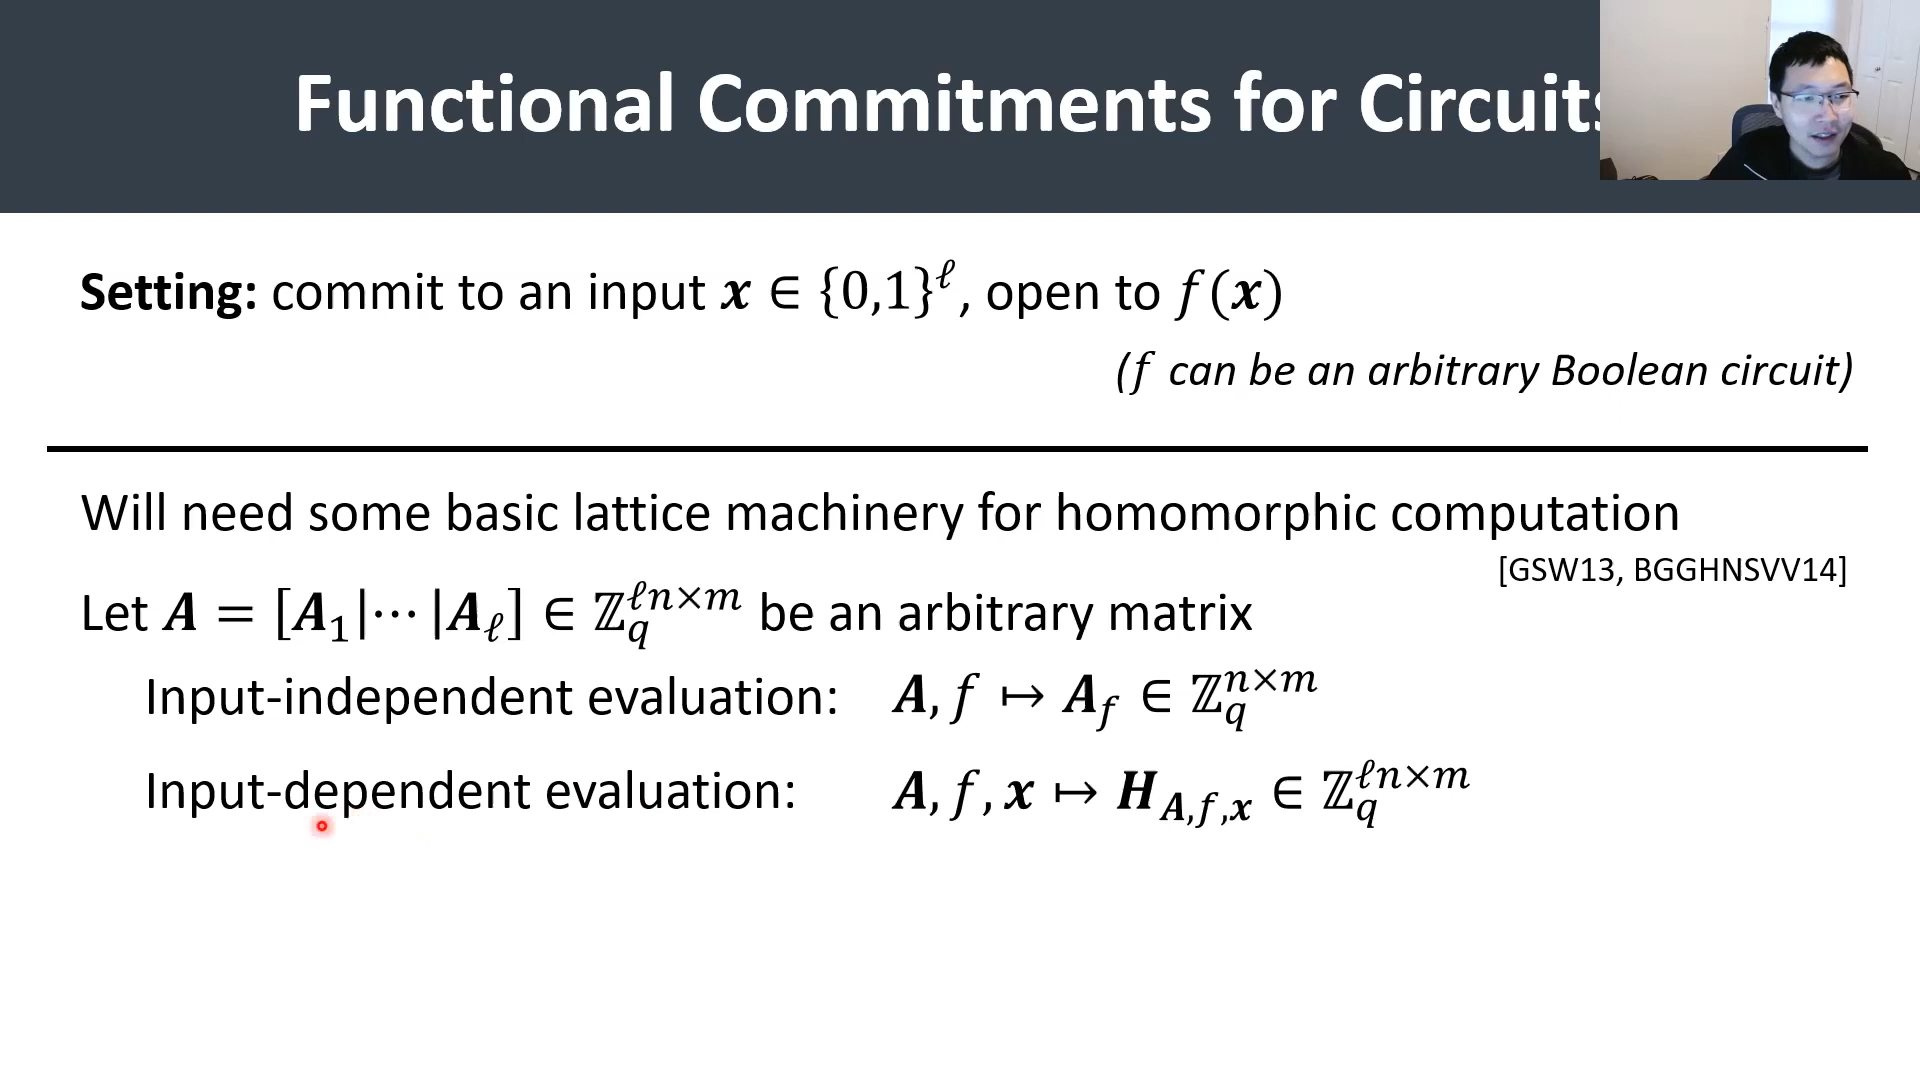 Functional Commitments for Circuits
Setting: commit to an input 𝒙 ∈ {0,1}^ℓ, open to f(𝒙)
(f can be an arbitrary Boolean circuit)
Will need some basic lattice machinery for homomorphic computation
[GSW13, BGGHNSVV14]
Let 𝑨 = [𝑨₁|⋯|𝑨_ℓ] ∈ ℤ_q^{ℓn×m} be an arbitrary matrix
Input-independent evaluation: 𝑨, f ↦ 𝑨_f ∈ ℤ_q^{n×m}
Input-dependent evaluation: 𝑨, f, 𝒙 ↦ 𝑯_{𝑨,f,𝒙} ∈ ℤ_q^{ℓn×m}